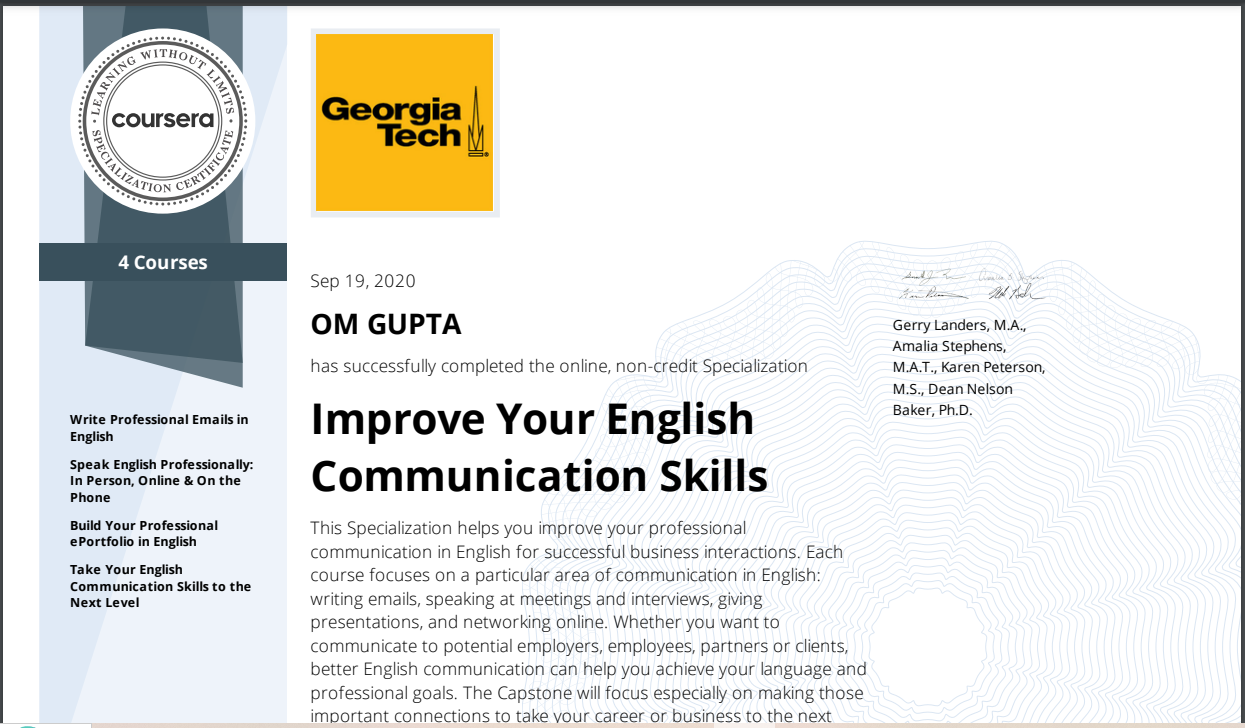 LEARNING WITHOUT LIMITS
coursera
SPECIALIZATION CERTIFICATE
4 Courses
Write Professional Emails in
English
Speak English Professionally:
In Person, Online & On the
Phone
Build Your Professional
ePortfolio in English
Take Your English
Communication Skills to the
Next Level
Georgia
Tech
Sep 19, 2020
OM GUPTA
has successfully completed the online, non-credit Specialization
Improve Your English
Communication Skills
This Specialization helps you improve your professional
communication in English for successful business interactions. Each
course focuses on a particular area of communication in English:
writing emails, speaking at meetings and interviews, giving
presentations, and networking online. Whether you want to
communicate to potential employers, employees, partners or clients,
better English communication can help you achieve your language and
professional goals. The Capstone will focus especially on making those
important connections to take your career or business to the next
Gerry Landers, M.A.,
Amalia Stephens,
M.A.T., Karen Peterson,
M.S., Dean Nelson
Baker, Ph.D.